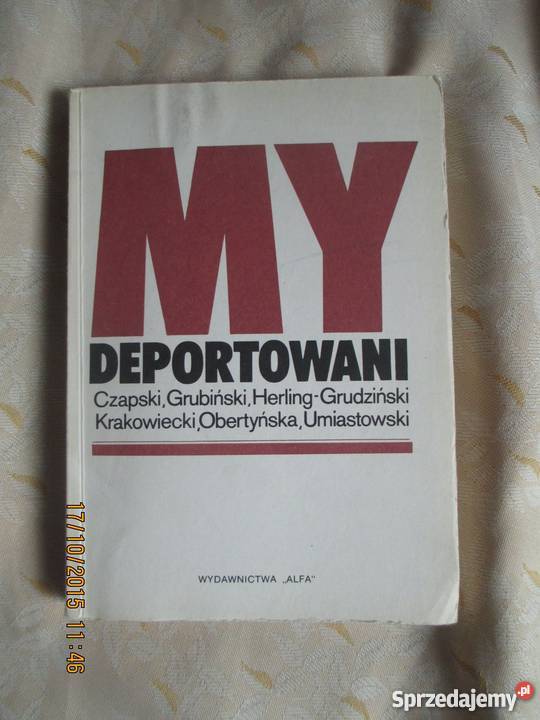 MY
DEPORTOWANI
Czapski, Grubiński, Herling-Grudziński
Krakowiecki, Obertyńska, Umiastowski
WYDAWNICTWA „ALFA”
17/10/2015 11:46
Sprzedajemy.pl